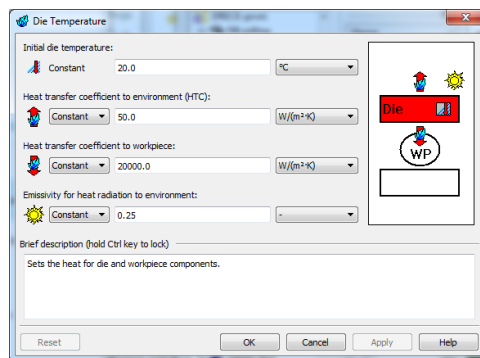 Die Temperature
Initial die temperature:
Constant 20.0 °C
Heat transfer coefficient to environment (HTC):
Constant 50.0 W/(m²·K)
Heat transfer coefficient to workpiece:
Constant 20000.0 W/(m²·K)
Emissivity for heat radiation to environment:
Constant 0.25 -
Die
WP
Brief description (hold Ctrl key to lock)
Sets the heat for die and workpiece components.
Reset OK Cancel Apply Help